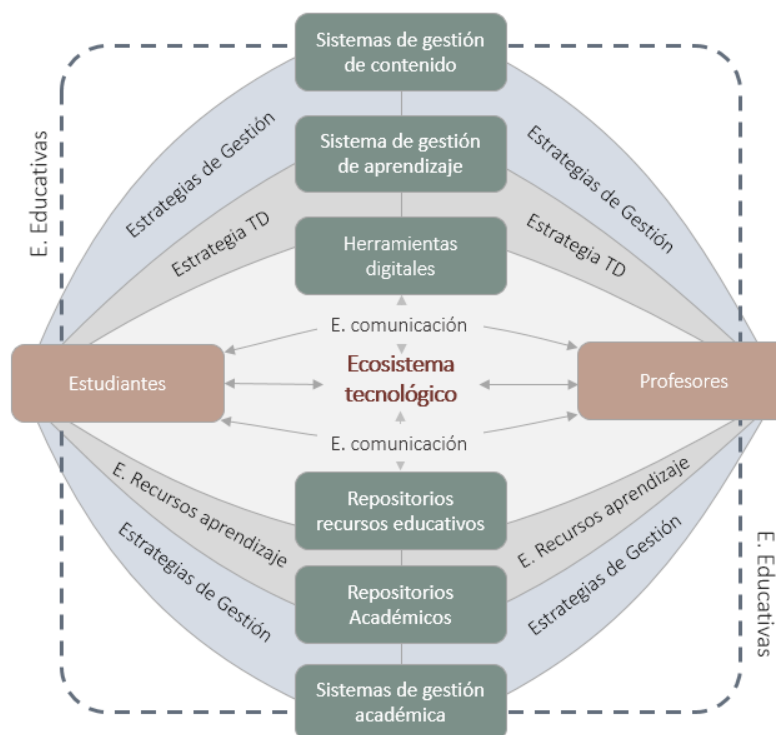 Sistemas de gestión
de contenido
E. Educativas
Estrategias de Gestión
Estrategias de Gestión
Sistema de gestión
de aprendizaje
Estrategia TD
Estrategia TD
Herramientas
digitales
E. comunicación
Estudiantes
Ecosistema
tecnológico
Profesores
E. comunicación
E. Recursos aprendizaje
E. Recursos aprendizaje
Repositorios
recursos educativos
Estrategias de Gestión
Estrategias de Gestión
Repositorios
Académicos
E. Educativas
Sistemas de gestión
académica